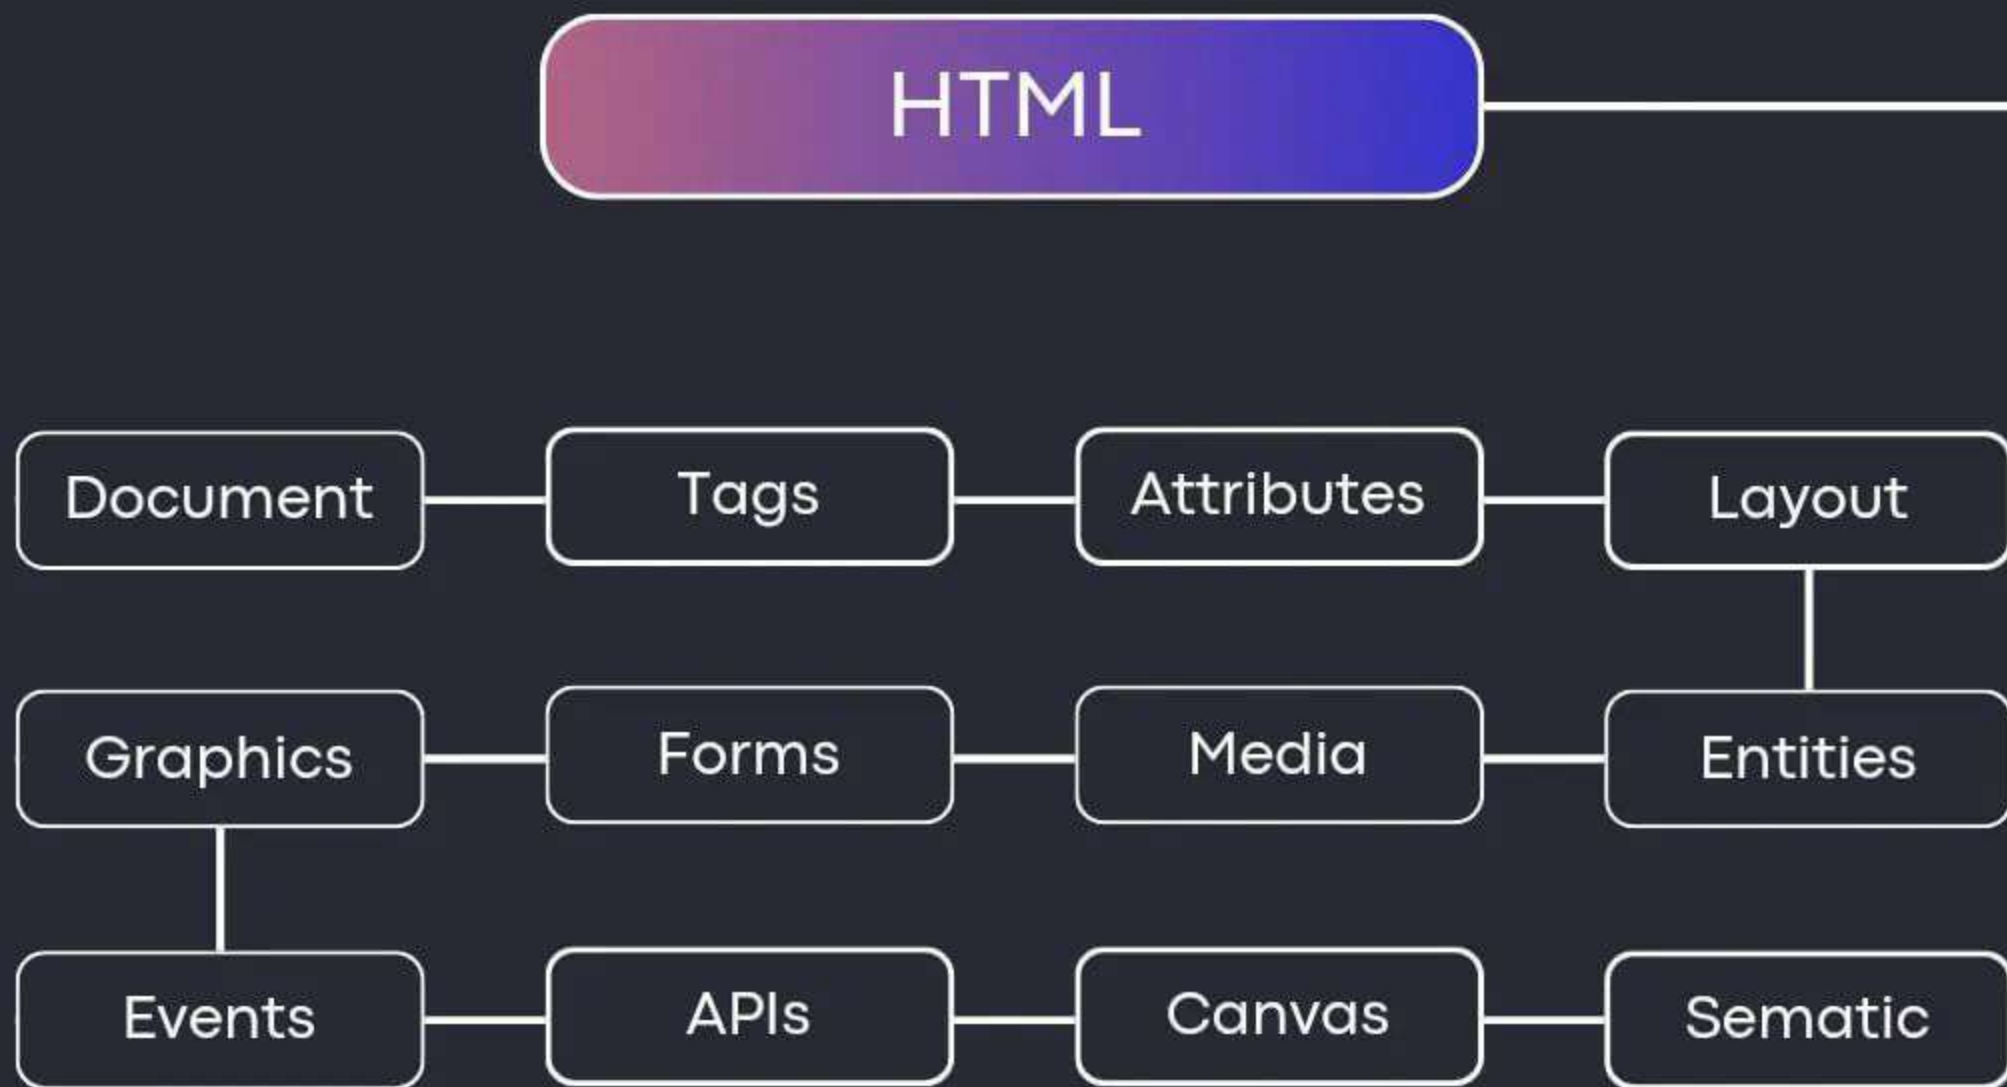 HTML
Document
Tags
Attributes
Layout
Graphics
Forms
Media
Entities
Events
APIs
Canvas
Sematic